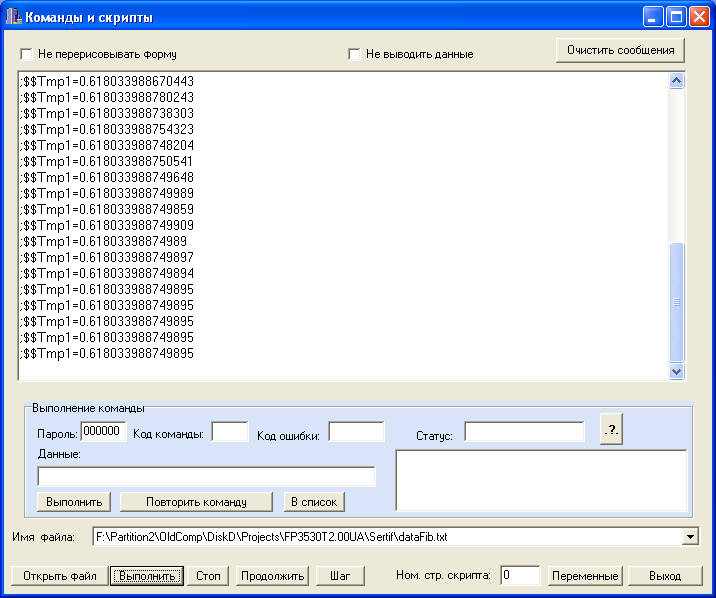 Команды и скрипты
Не перерисовывать форму
Не выводить данные
Очистить сообщения
;$$Tmp1=0.618033988670443
;$$Tmp1=0.618033988780243
;$$Tmp1=0.618033988738303
;$$Tmp1=0.618033988754323
;$$Tmp1=0.618033988748204
;$$Tmp1=0.618033988750541
;$$Tmp1=0.618033988749648
;$$Tmp1=0.618033988749989
;$$Tmp1=0.618033988749859
;$$Tmp1=0.618033988749909
;$$Tmp1=0.61803398874989
;$$Tmp1=0.618033988749897
;$$Tmp1=0.618033988749894
;$$Tmp1=0.618033988749895
;$$Tmp1=0.618033988749895
;$$Tmp1=0.618033988749895
;$$Tmp1=0.618033988749895
;$$Tmp1=0.618033988749895
Выполнение команды
Пароль: 000000 Код команды: Код ошибки: Статус: .?.
Данные:
Выполнить Повторить команду В список
Имя файла: F:\Partition2\OldComp\DiskD\Projects\FP3530T2.00UA\Sertif\dataFib.txt
Открыть файл Выполнить Стоп Продолжить Шаг Ном. стр. скрипта: 0 Переменные Выход